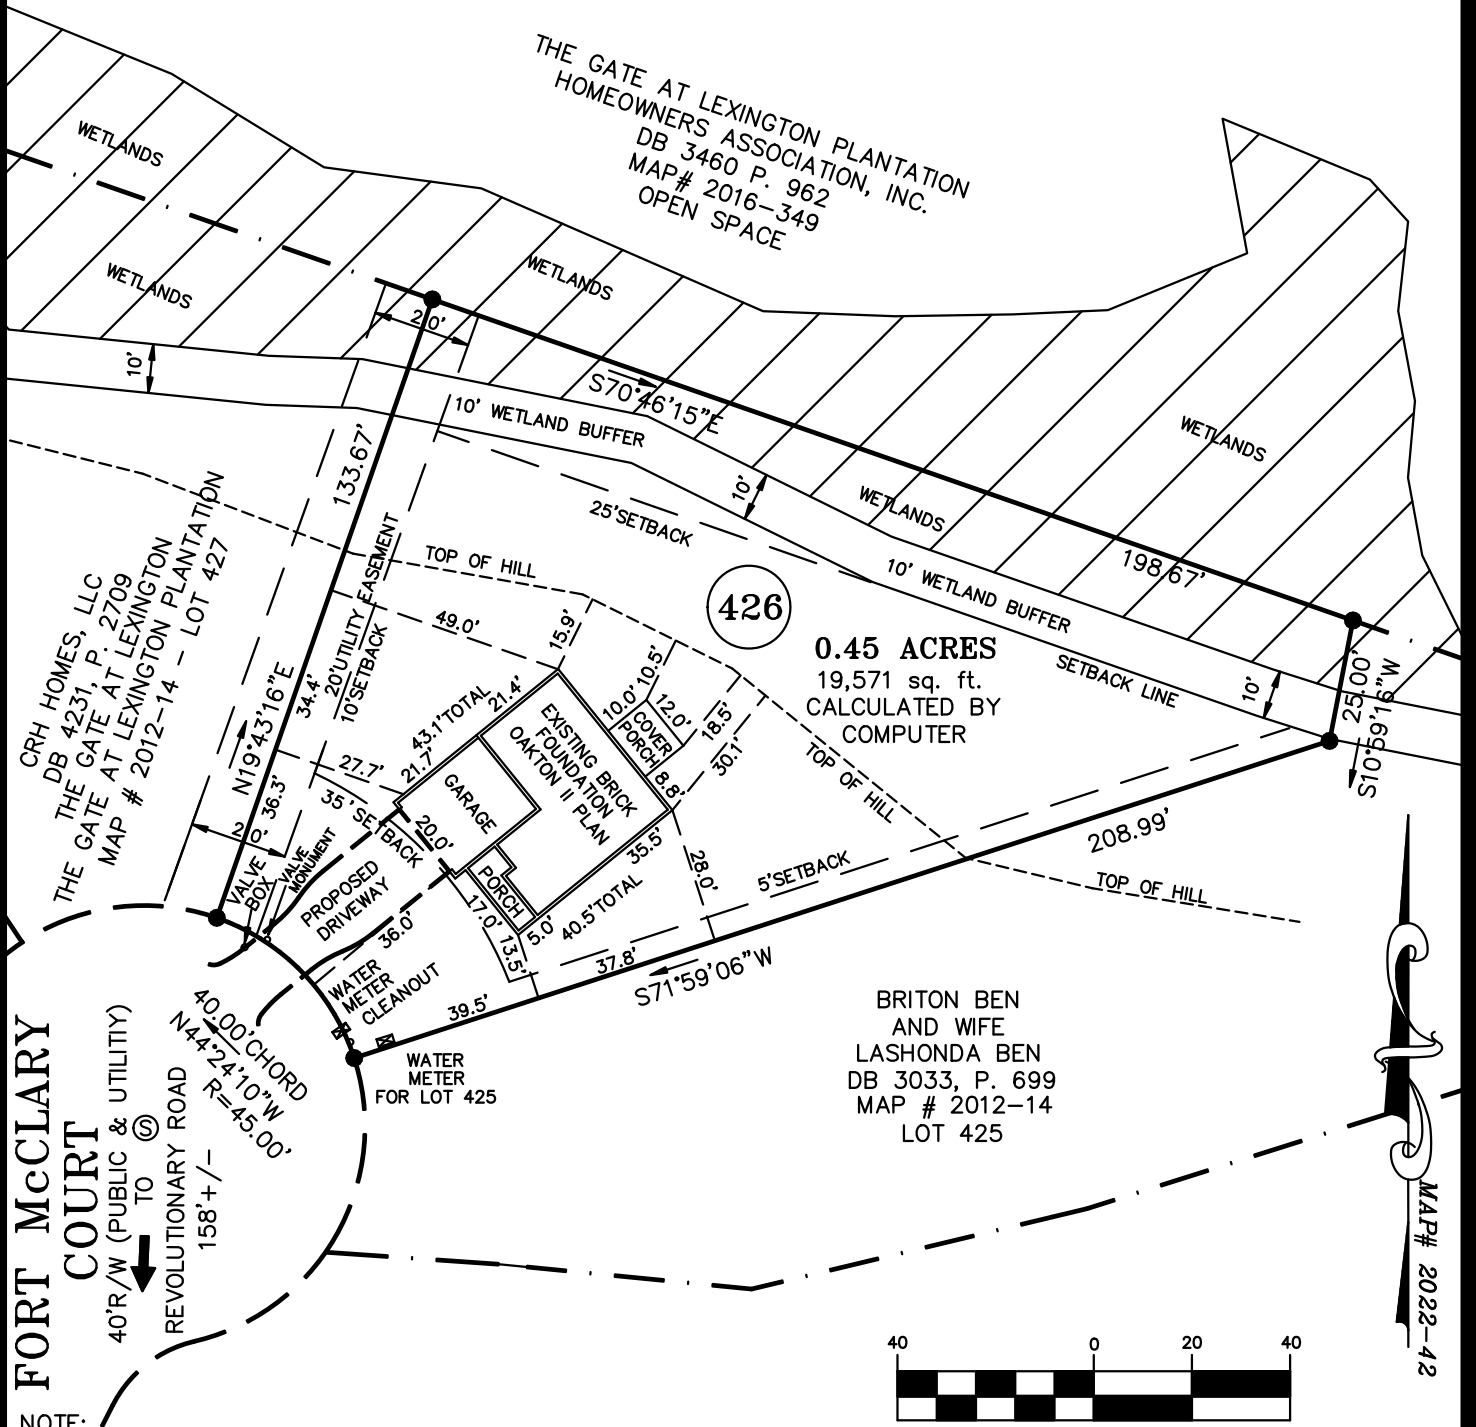 THE GATE AT LEXINGTON PLANTATION
HOMEOWNERS ASSOCIATION, INC.
DB 3460 P. 962
MAP# 2016-349
OPEN SPACE
WETLANDS
WETLANDS
WETLANDS
WETLANDS
WETLANDS
10'
S70°46'15"E
198.67'
10' WETLAND BUFFER
10'
25'SETBACK
10' WETLAND BUFFER
SETBACK LINE
10'
25.00'
S10°59'16"W
133.67'
N19°43'16"E
TOP OF HILL
20'UTILITY EASEMENT
10'SETBACK
34.4'
36.3'
49.0'
15.9'
426
0.45 ACRES
19,571 sq. ft.
CALCULATED BY
COMPUTER
CRH HOMES, LLC
DB 4231, P. 2709
THE GATE AT LEXINGTON
THE GATE AT LEXINGTON PLANTATION
MAP # 2012-14 - LOT 427
43.1'TOTAL
21.4'
21.7'
27.7'
35'SETBACK
20.0'
GARAGE
EXISTING BRICK
FOUNDATION
OAKTON II PLAN
10.0'
10.5'
12.0'
COVER
PORCH
8.8'
18.5'
30.1'
TOP OF HILL
TOP OF HILL
VALVE
BOX
VALVE
MONUMENT
PROPOSED
DRIVEWAY
36.0'
PORCH
17.0'
13.5'
5.0'
35.5'
40.5'TOTAL
28.0'
5'SETBACK
208.99'
37.8'
S71°59'06"W
39.5'
WATER
METER
CLEANOUT
WATER
METER
FOR LOT 425
40.00'CHORD
N44°24'10"W
R=45.00'
BRITON BEN
AND WIFE
LASHONDA BEN
DB 3033, P. 699
MAP # 2012-14
LOT 425
FORT McCLARY
COURT
40'R/W (PUBLIC & UTILITIY)
TO S
REVOLUTIONARY ROAD
158'+/-
MAP# 2022-42
40 0 20 40
NOTE: